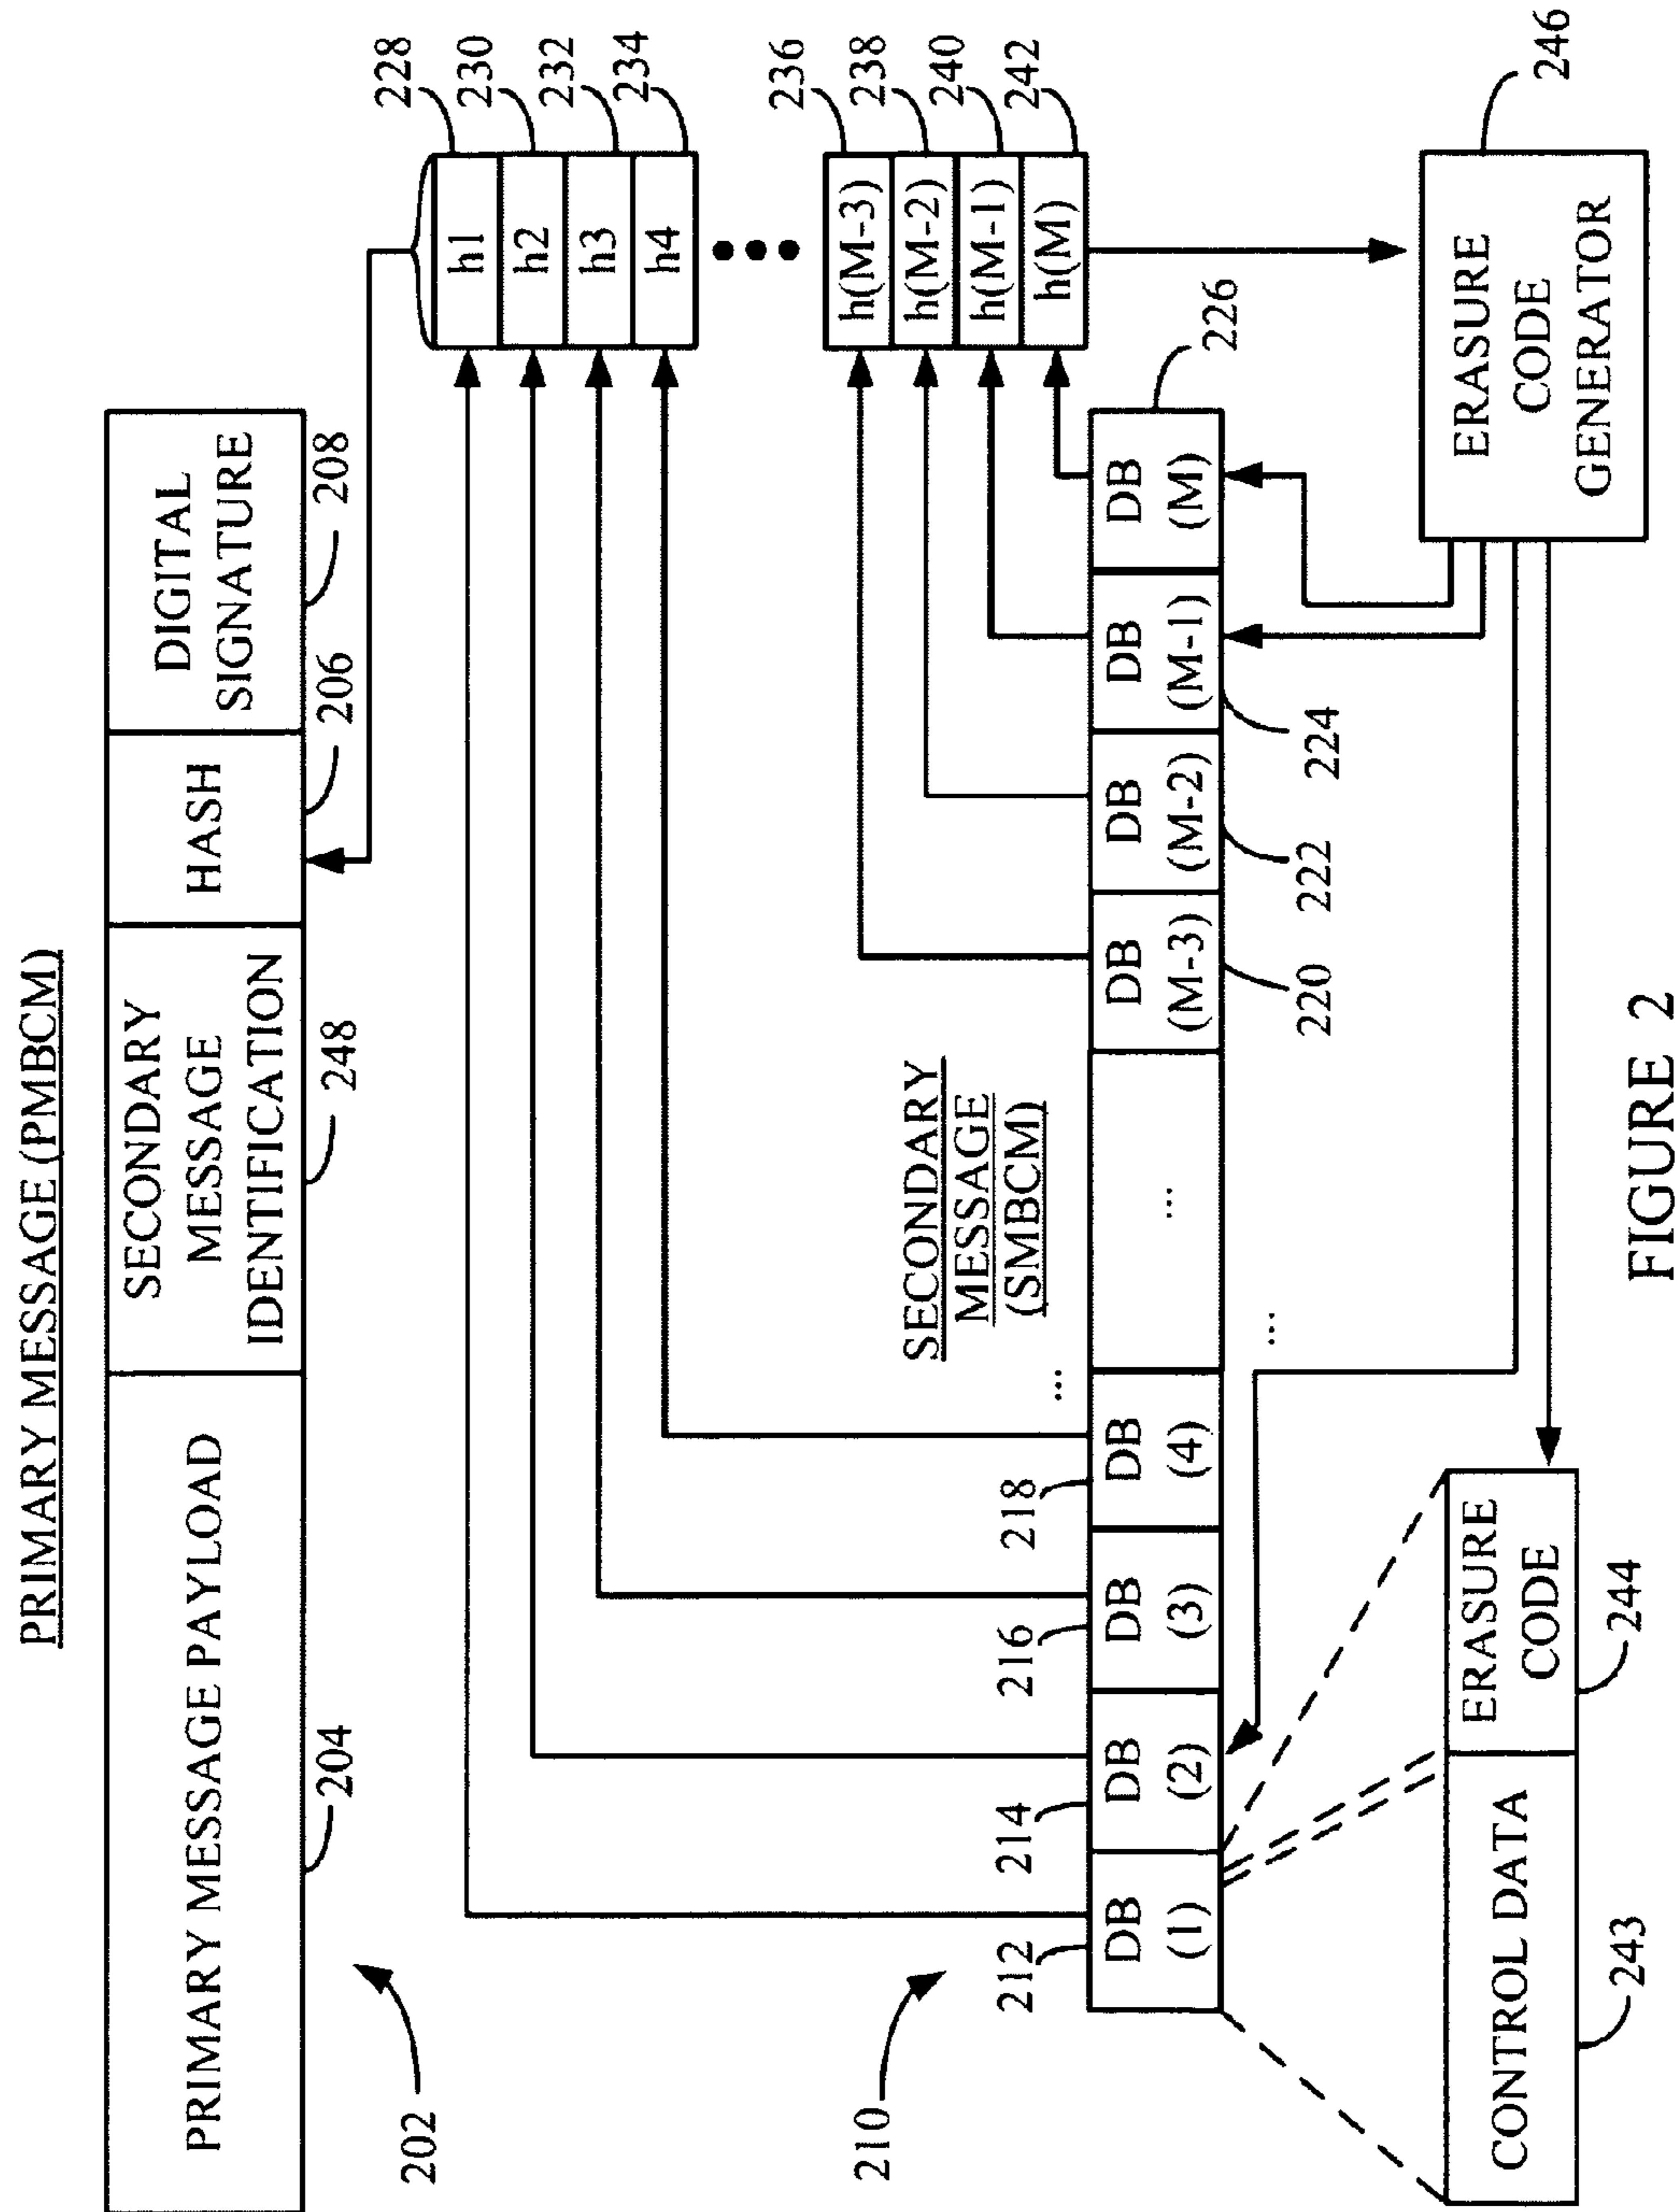 PRIMARY MESSAGE (PMBCM)
PRIMARY MESSAGE PAYLOAD
SECONDARY
MESSAGE
IDENTIFICATION
HASH
DIGITAL
SIGNATURE
204
248
206
208
202
228
230
232
234
h1
h2
h3
h4
236
238
240
242
h(M-3)
h(M-2)
h(M-1)
h(M)
210
SECONDARY
MESSAGE
(SMBCM)
212
214
216
218
...
226
DB
(1)
DB
(2)
DB
(3)
DB
(4)
...
DB
(M-3)
DB
(M-2)
DB
(M-1)
DB
(M)
220
222
224
...
CONTROL DATA
ERASURE
CODE
243
244
ERASURE
CODE
GENERATOR
246
FIGURE 2